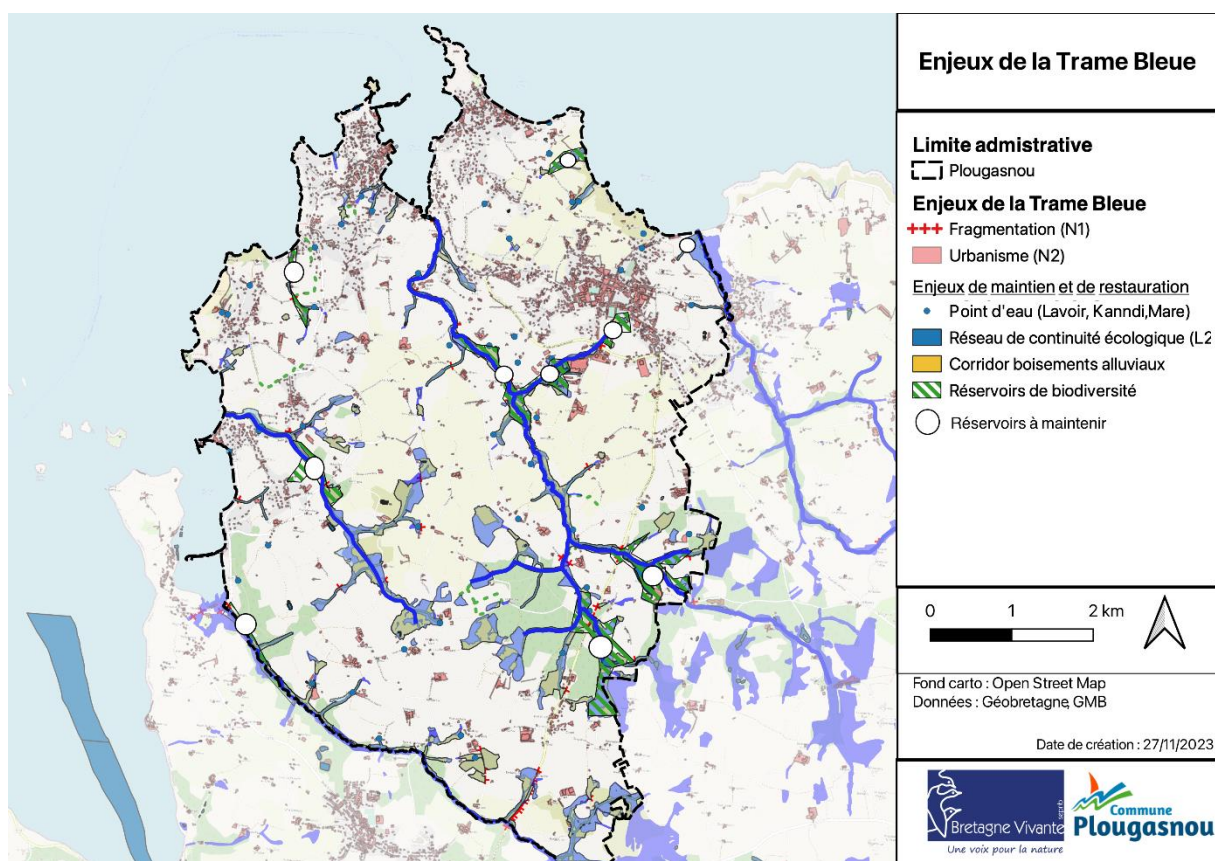 Enjeux de la Trame Bleue
Limite admistrative
Plougasnou
Enjeux de la Trame Bleue
Fragmentation (N1)
Urbanisme (N2)
Enjeux de maintien et de restauration
Point d'eau (Lavoir, Kanndi,Mare)
Réseau de continuité écologique (L2
Corridor boisements alluviaux
Réservoirs de biodiversité
Réservoirs à maintenir
0 1 2 km
Fond carto : Open Street Map
Données : Géobretagne, GMB
Date de création : 27/11/2023
Bretagne Vivante
sepnb
Une voix pour la nature
Commune
Plougasnou